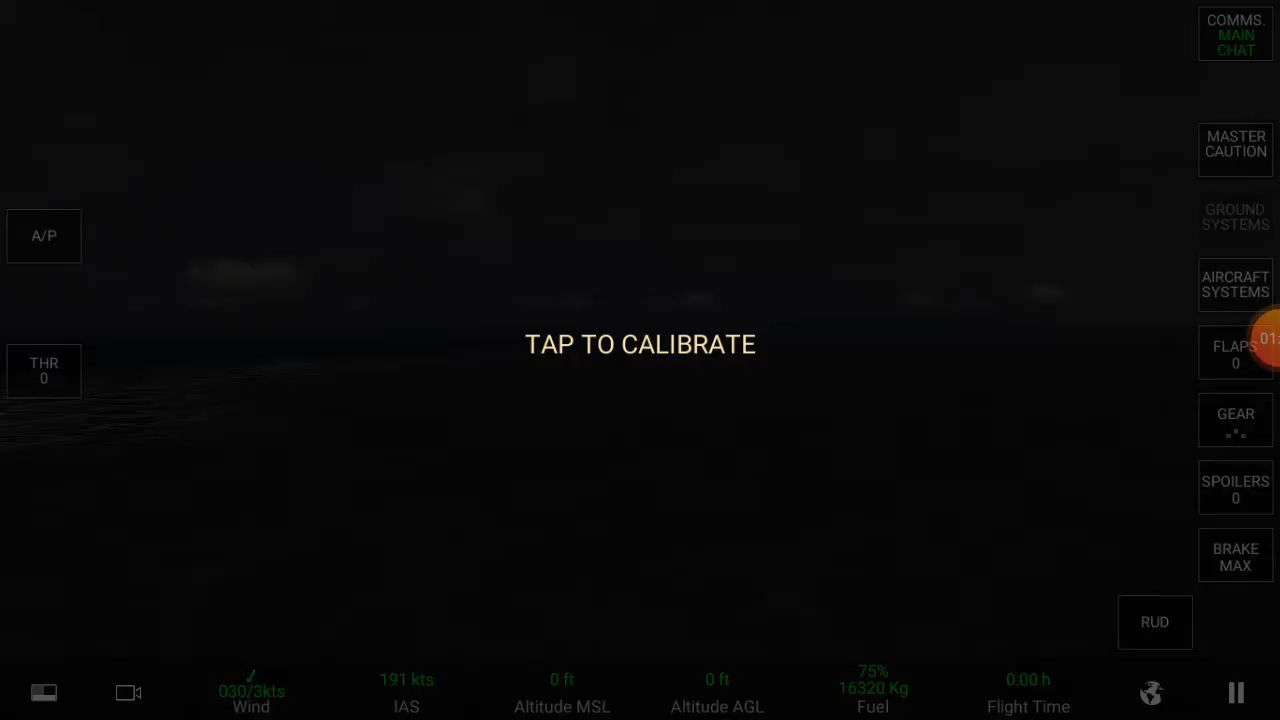 COMMS.
MAIN
CHAT
MASTER
CAUTION
GROUND
SYSTEMS
A/P
AIRCRAFT
SYSTEMS
TAP TO CALIBRATE
01:
FLAPS
0
THR
0
GEAR
SPOILERS
0
BRAKE
MAX
RUD
030/3kts
Wind
191 kts
IAS
0 ft
Altitude MSL
0 ft
Altitude AGL
75%
16320 Kg
Fuel
0:00 h
Flight Time